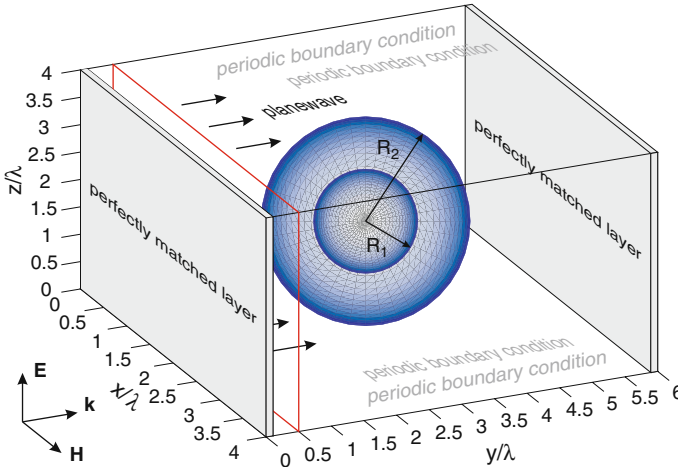 periodic boundary condition
periodic boundary condition
planewave
z/λ
4
3.5
3
2.5
2
1.5
1
0.5
0
perfectly matched layer
R2
R1
perfectly matched layer
0
0.5
1
1.5
2
2.5
3
3.5
4
x/λ
periodic boundary condition
periodic boundary condition
0
0.5
1
1.5
2
2.5
3
3.5
4
4.5
5
5.5
6
y/λ
E
k
H